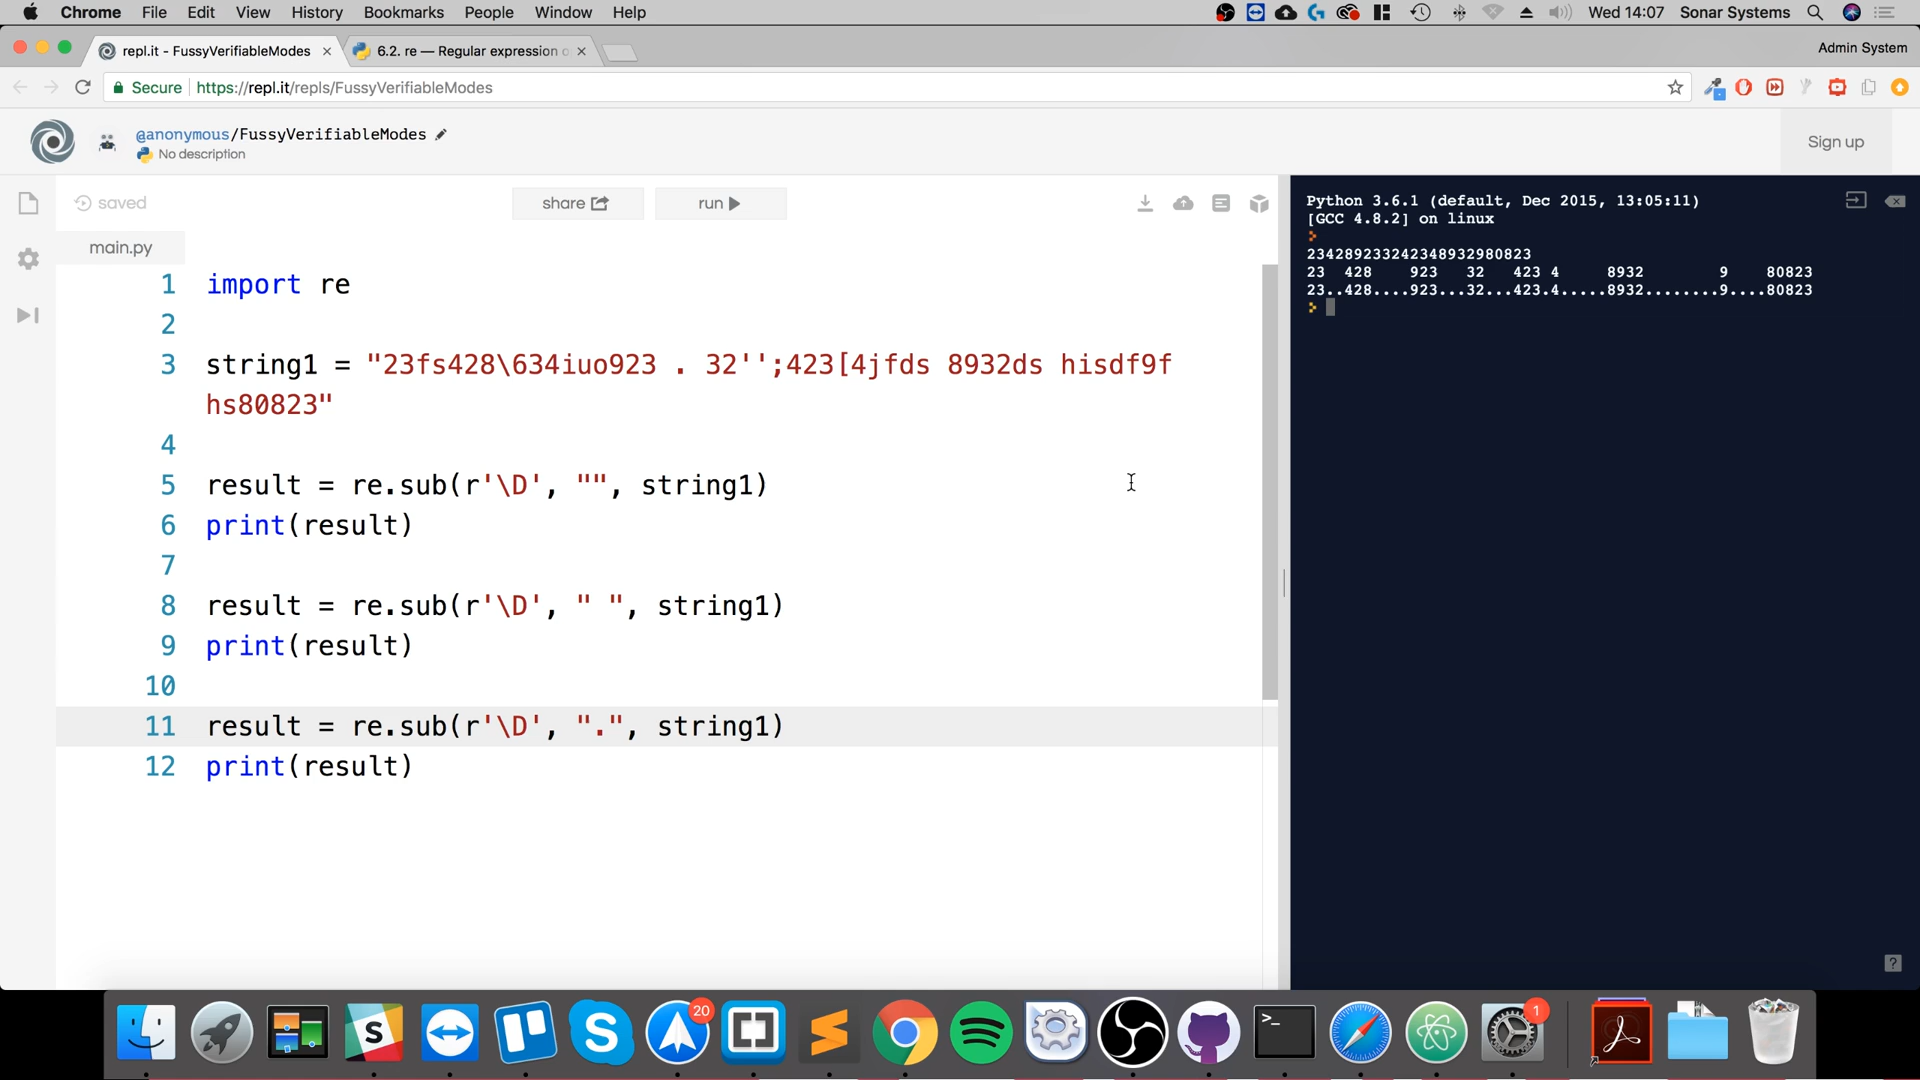 Chrome File Edit View History Bookmarks People Window Help Wed 14:07 Sonar Systems
repl.it - FussyVerifiableModes 6.2. re — Regular expression o Admin System
Secure https://repl.it/repls/FussyVerifiableModes
@anonymous/FussyVerifiableModes
No description
Sign up
saved share run
main.py
1 import re
2
3 string1 = "23fs428\634iuo923 . 32'';423[4jfds 8932ds hisdf9f
hs80823"
4
5 result = re.sub(r'\D', "", string1)
6 print(result)
7
8 result = re.sub(r'\D', " ", string1)
9 print(result)
10
11 result = re.sub(r'\D', ".", string1)
12 print(result)
Python 3.6.1 (default, Dec 2015, 13:05:11)
[GCC 4.8.2] on linux
23428923324234893298​0823
23  428    923   32   423 4     8932        9    80823
23..428....923...32...423.4.....8932........9....80823
?
20
1
S
S
>_